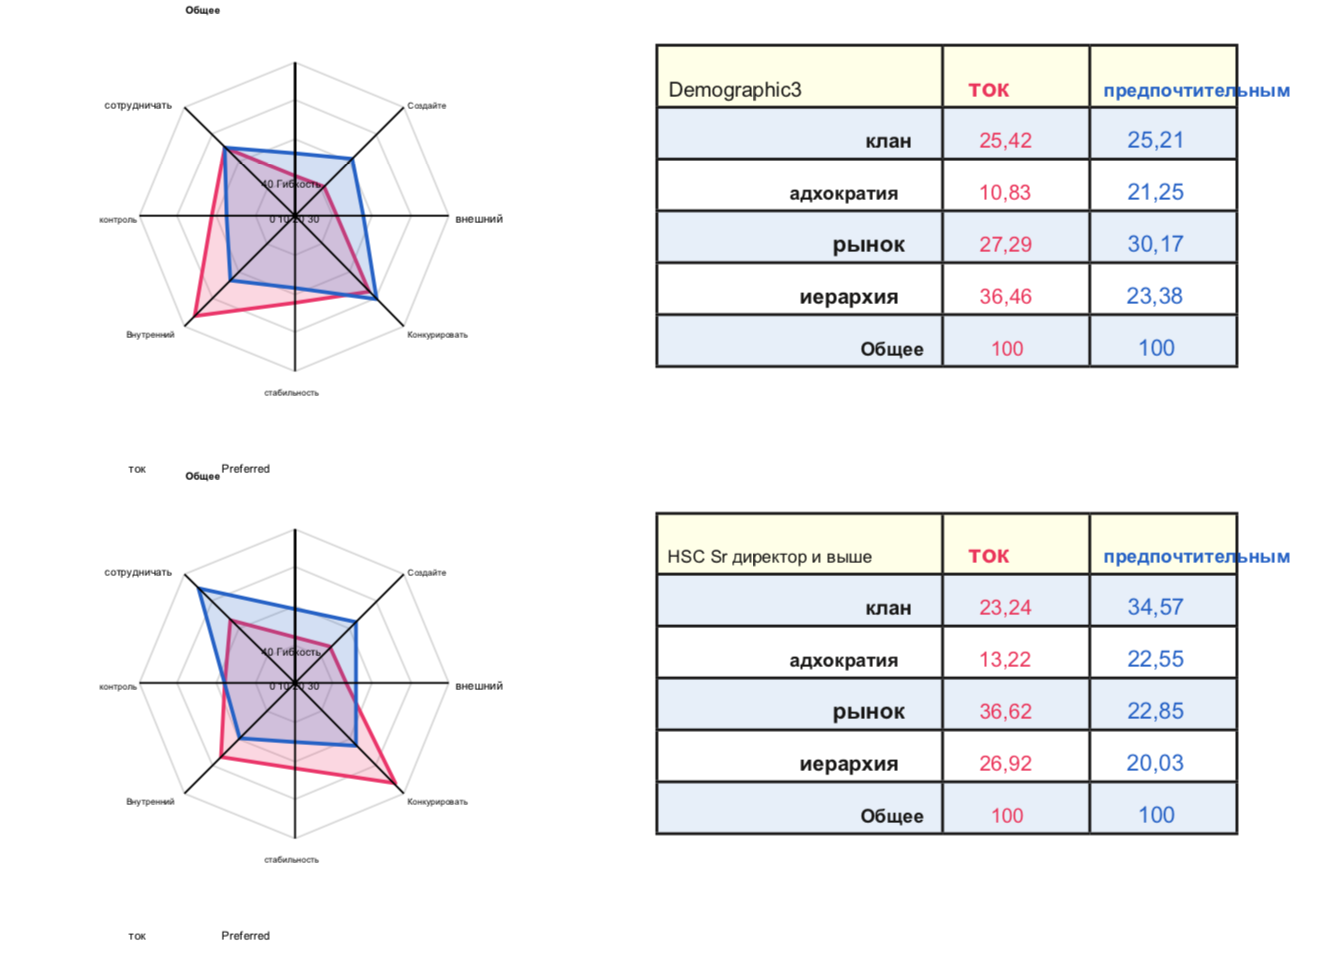 Общее
сотрудничать
Создайте
40 Гибкость
контроль
0 10 20 30
внешний
Внутренний
Конкурировать
стабильность
ток Preferred
Demographic3 ток предпочтительным
клан 25,42 25,21
адхократия 10,83 21,25
рынок 27,29 30,17
иерархия 36,46 23,38
Общее 100 100
Общее
сотрудничать
Создайте
40 Гибкость
контроль
0 10 20 30
внешний
Внутренний
Конкурировать
стабильность
ток Preferred
HSC Sr директор и выше ток предпочтительным
клан 23,24 34,57
адхократия 13,22 22,55
рынок 36,62 22,85
иерархия 26,92 20,03
Общее 100 100